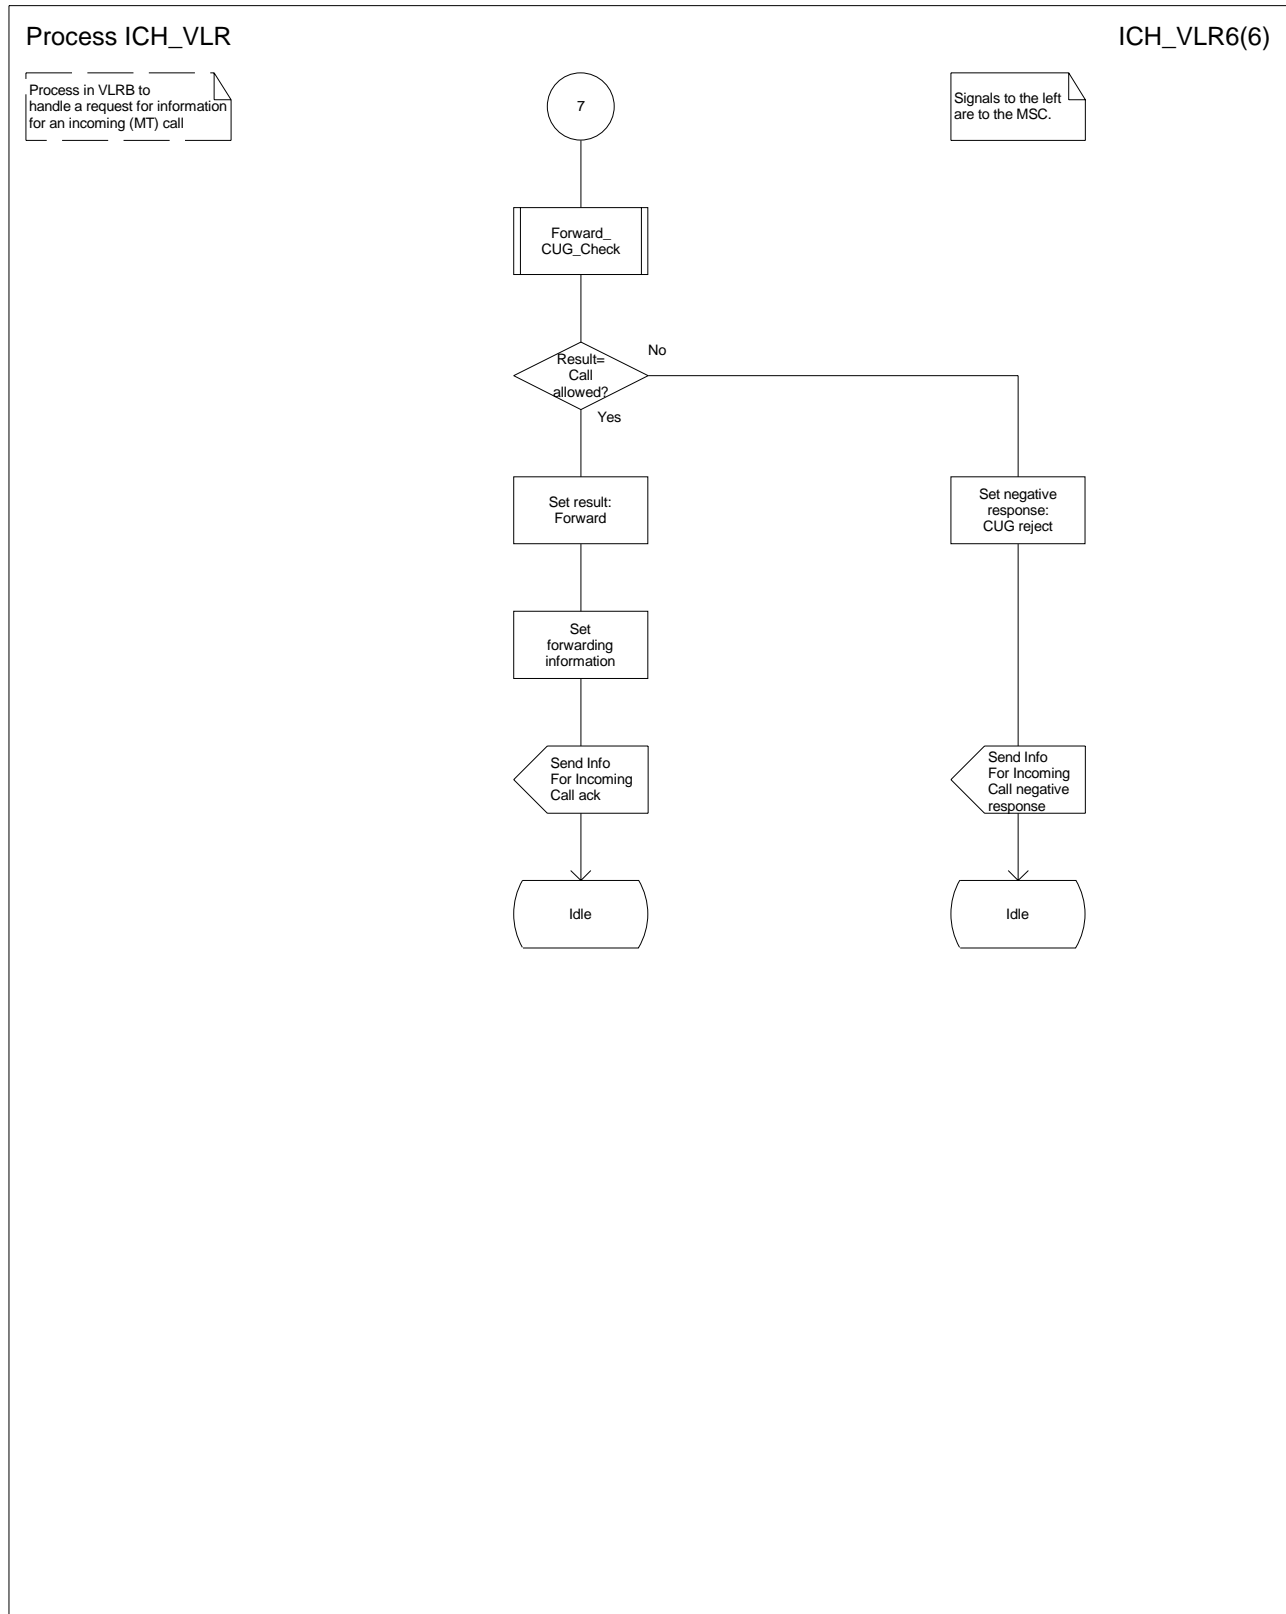 Process ICH_VLR
ICH_VLR6(6)
Process in VLRB to
handle a request for information
for an incoming (MT) call
7
Signals to the left
are to the MSC.
Forward_
CUG_Check
Result=
Call
allowed?
No
Yes
Set result:
Forward
Set negative
response:
CUG reject
Set
forwarding
information
Send Info
For Incoming
Call ack
Send Info
For Incoming
Call negative
response
Idle
Idle